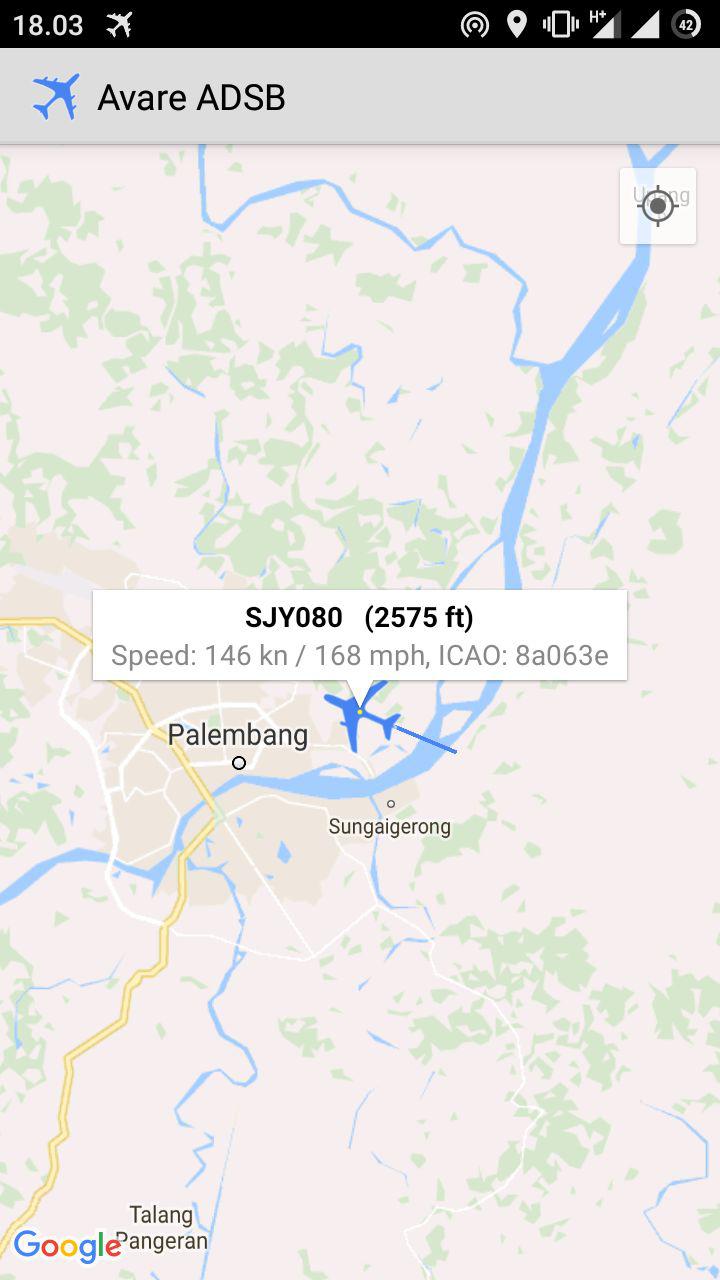 18.03
H+
42
Avare ADSB
SJY080 (2575 ft)
Speed: 146 kn / 168 mph, ICAO: 8a063e
Palembang
Sungaigerong
Talang
Pangeran
Google